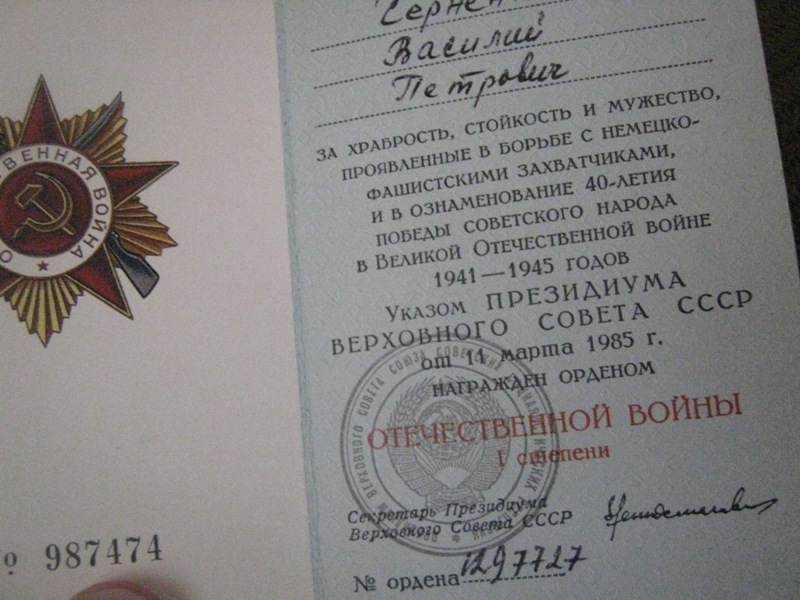 ВЕННАЯ ВОЙНА
№ 987474
Василий
Петрович
ЗА ХРАБРОСТЬ, СТОЙКОСТЬ И МУЖЕСТВО,
ПРОЯВЛЕННЫЕ В БОРЬБЕ С НЕМЕЦКО-
ФАШИСТСКИМИ ЗАХВАТЧИКАМИ,
И В ОЗНАМЕНОВАНИЕ 40-ЛЕТИЯ
ПОБЕДЫ СОВЕТСКОГО НАРОДА
В ВЕЛИКОЙ ОТЕЧЕСТВЕННОЙ ВОЙНЕ
1941—1945 ГОДОВ
УКАЗОМ ПРЕЗИДИУМА
ВЕРХОВНОГО СОВЕТА СССР
от 11 марта 1985 г.
НАГРАЖДЕН ОРДЕНОМ
ОТЕЧЕСТВЕННОЙ ВОЙНЫ
I степени
Секретарь Президиума
Верховного Совета СССР
№ ордена 1297727